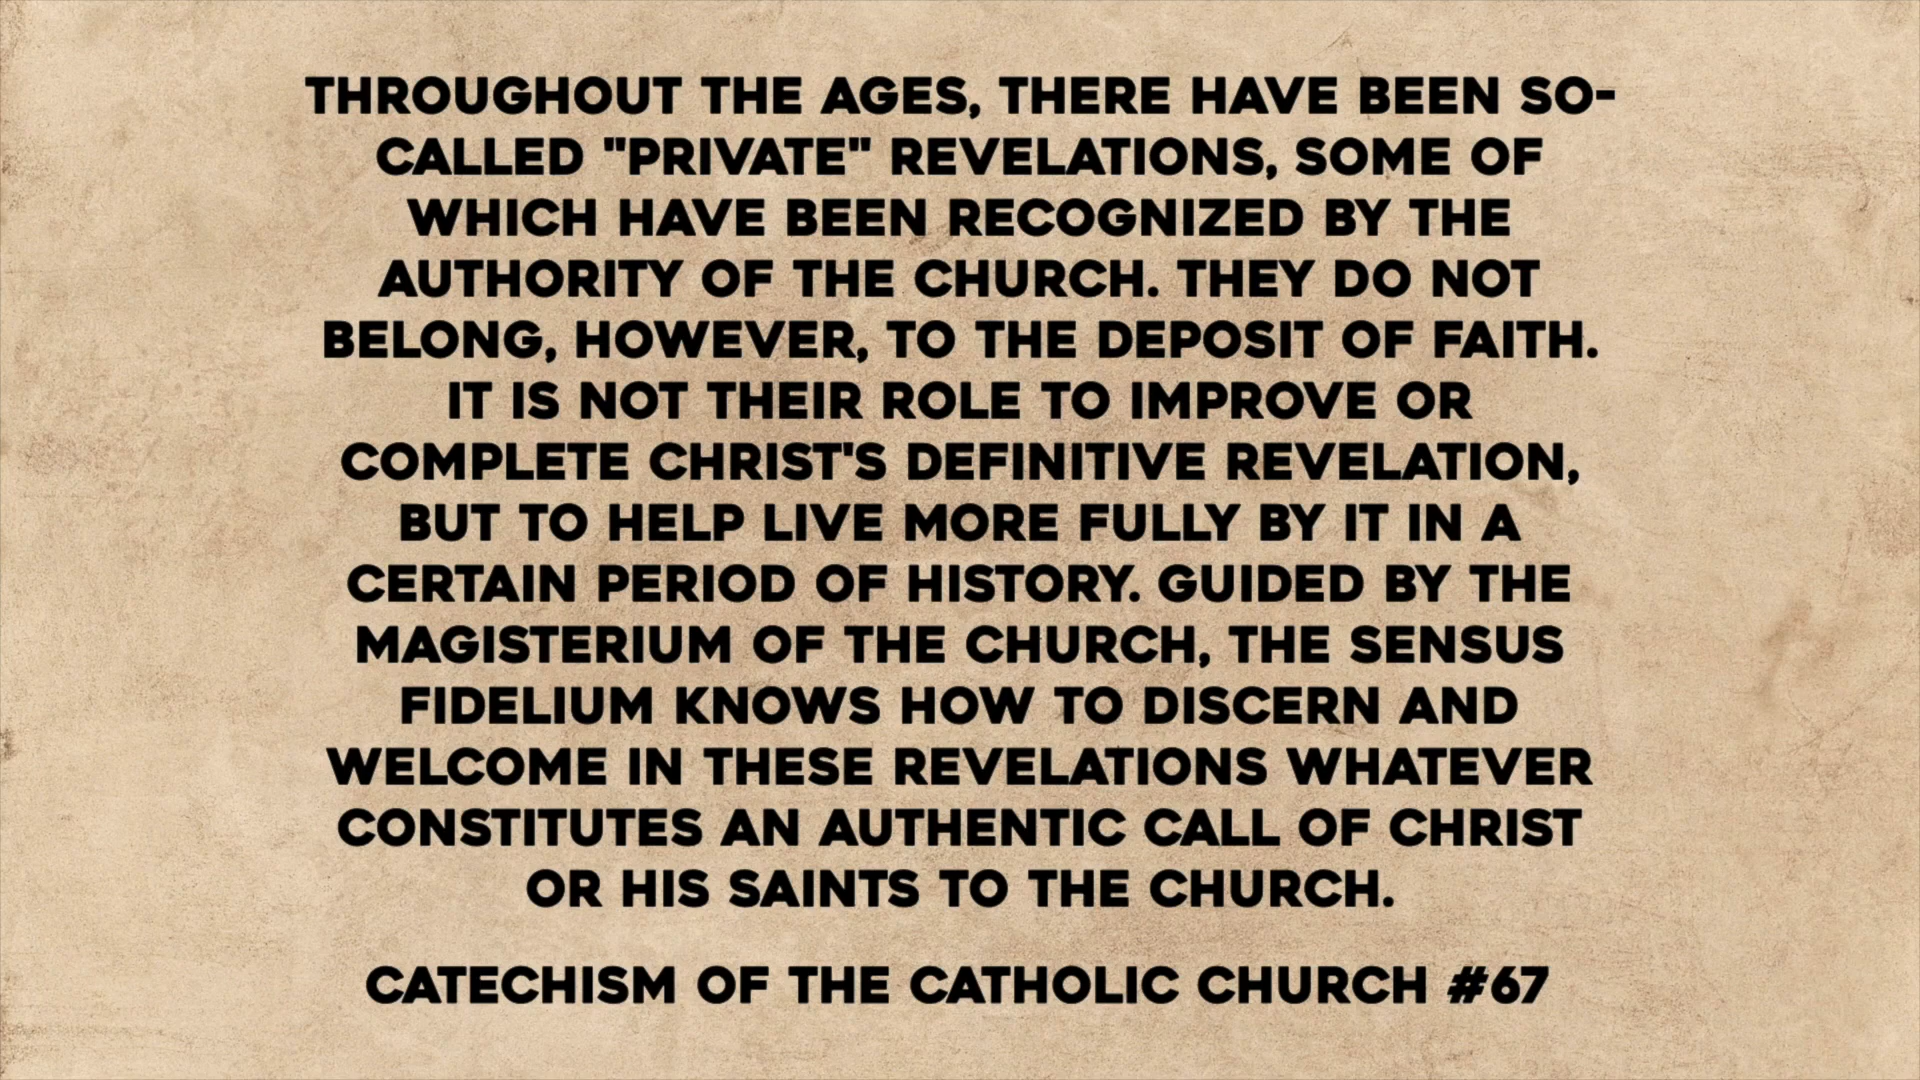 THROUGHOUT THE AGES, THERE HAVE BEEN SO-
CALLED "PRIVATE" REVELATIONS, SOME OF
WHICH HAVE BEEN RECOGNIZED BY THE
AUTHORITY OF THE CHURCH. THEY DO NOT
BELONG, HOWEVER, TO THE DEPOSIT OF FAITH.
IT IS NOT THEIR ROLE TO IMPROVE OR
COMPLETE CHRIST'S DEFINITIVE REVELATION,
BUT TO HELP LIVE MORE FULLY BY IT IN A
CERTAIN PERIOD OF HISTORY. GUIDED BY THE
MAGISTERIUM OF THE CHURCH, THE SENSUS
FIDELIUM KNOWS HOW TO DISCERN AND
WELCOME IN THESE REVELATIONS WHATEVER
CONSTITUTES AN AUTHENTIC CALL OF CHRIST
OR HIS SAINTS TO THE CHURCH.
CATECHISM OF THE CATHOLIC CHURCH #67